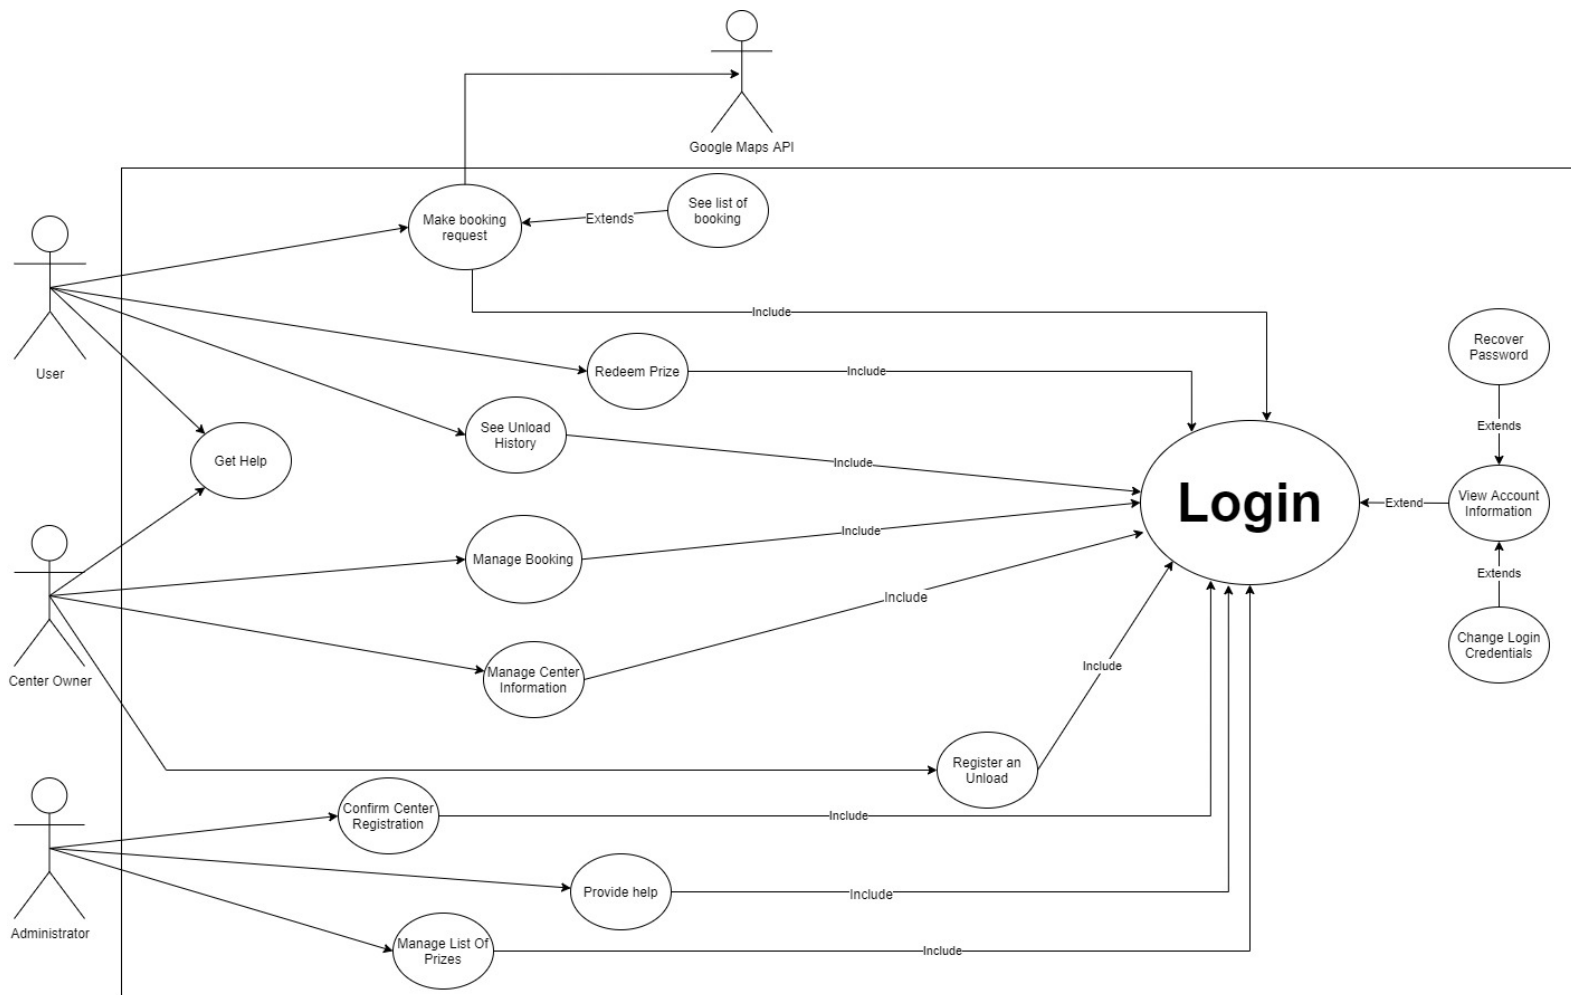 Google Maps API
Make booking
request
Extends
See list of
booking
User
Include
Redeem Prize
Include
Recover
Password
Extends
See Unload
History
Include
Get Help
Login
Extend
View Account
Information
Extends
Manage Booking
Include
Center Owner
Manage Center
Information
Include
Change Login
Credentials
Include
Register an
Unload
Confirm Center
Registration
Include
Provide help
Include
Administrator
Manage List Of
Prizes
Include